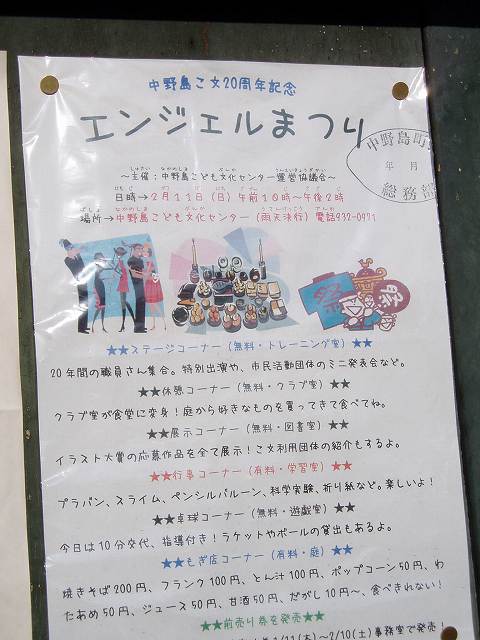 中野島こ文20周年記念
エンジェルまつり
～主催：中野島こども文化センター運営協議会～
日時→2月11日（日）午前10時～午後2時
場所→中野島こども文化センター（雨天決行）電話932-0971
中野島町
年 月
総務部
祭
祭
★★ステージコーナー（無料・トレーニング室）★★
20年間の職員さん集合。特別出演や、市民活動団体のミニ発表会など。
★★休憩コーナー（無料・クラブ室）★★
クラブ室が食堂に変身！庭から好きなものを買ってきて食べてね。
★★展示コーナー（無料・図書室）★★
イラスト大賞の応募作品を全て展示！こ文利用団体の紹介もするよ。
★★行事コーナー（有料・学習室）★★
プラバン、スライム、ペンシルバルーン、科学実験、折り紙など。楽しいよ！
★★卓球コーナー（無料・遊戯室）★★
今日は10分交代、指導付き！ラケットやボールの貸出もあるよ。
★★もぎ店コーナー（有料・庭）★★
焼きそば200円、フランク100円、とん汁100円、ポップコーン50円、わ
たあめ50円、ジュース50円、甘酒50円、だがし10円～、食べきれない！
★★前売り券を発売★★
1/11(木)～2/10(土)事務室で発売！